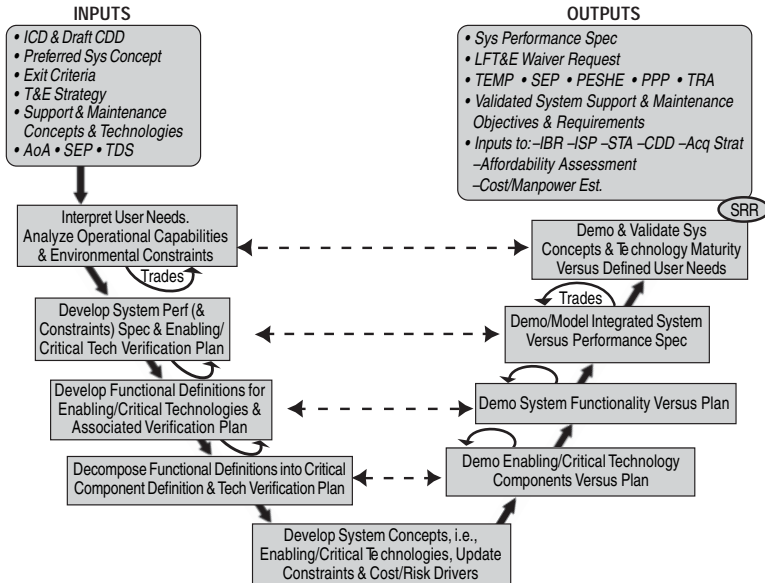 INPUTS
• ICD & Draft CDD
• Preferred Sys Concept
• Exit Criteria
• T&E Strategy
• Support & Maintenance
Concepts & Technologies
• AoA • SEP • TDS
OUTPUTS
• Sys Performance Spec
• LFT&E Waiver Request
• TEMP • SEP • PESHE • PPP • TRA
• Validated System Support & Maintenance
Objectives & Requirements
• Inputs to: –IBR –ISP –STA –CDD –Acq Strat
–Affordability Assessment
–Cost/Manpower Est.
SRR
Interpret User Needs.
Analyze Operational Capabilities
& Environmental Constraints
Trades
Demo & Validate Sys
Concepts & Technology Maturity
Versus Defined User Needs
Trades
Develop System Perf (&
Constraints) Spec & Enabling/
Critical Tech Verification Plan
Demo/Model Integrated System
Versus Performance Spec
Develop Functional Definitions for
Enabling/Critical Technologies &
Associated Verification Plan
Demo System Functionality Versus Plan
Decompose Functional Definitions into Critical
Component Definition & Tech Verification Plan
Demo Enabling/Critical Technology
Components Versus Plan
Develop System Concepts, i.e.,
Enabling/Critical Technologies, Update
Constraints & Cost/Risk Drivers